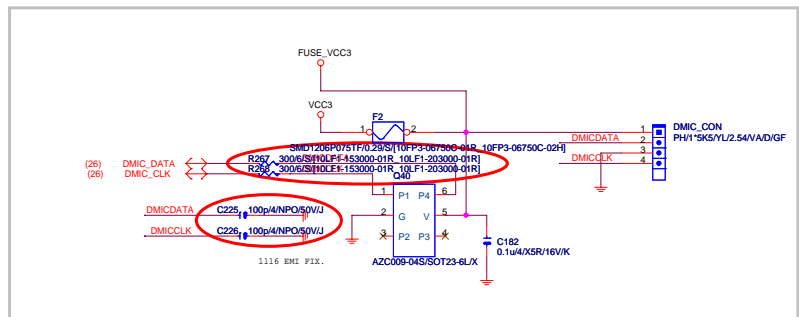 FUSE_VCC3
VCC3
F2
1
2
SMD1206P075TF/0.29/S/[10FP3-06750C-01R_10FP3-06750C-02H]
DMIC_CON
PH/1*5K5/YL/2.54/VA/D/GF
1
2
3
4
DMICDATA
DMICCLK
(26) DMIC_DATA
R267 300/6/S/[10LF1-153000-01R_10LF1-203000-01R]
(26) DMIC_CLK
R268 300/6/S/[10LF1-153000-01R_10LF1-203000-01R]
Q40
1 P1 P4 6
2 G V 5
3 P2 P3 4
AZC009-04S/SOT23-6L/X
DMICDATA C225 100p/4/NPO/50V/J
DMICCLK C226 100p/4/NPO/50V/J
1116 EMI FIX.
C182
0.1u/4/X5R/16V/K